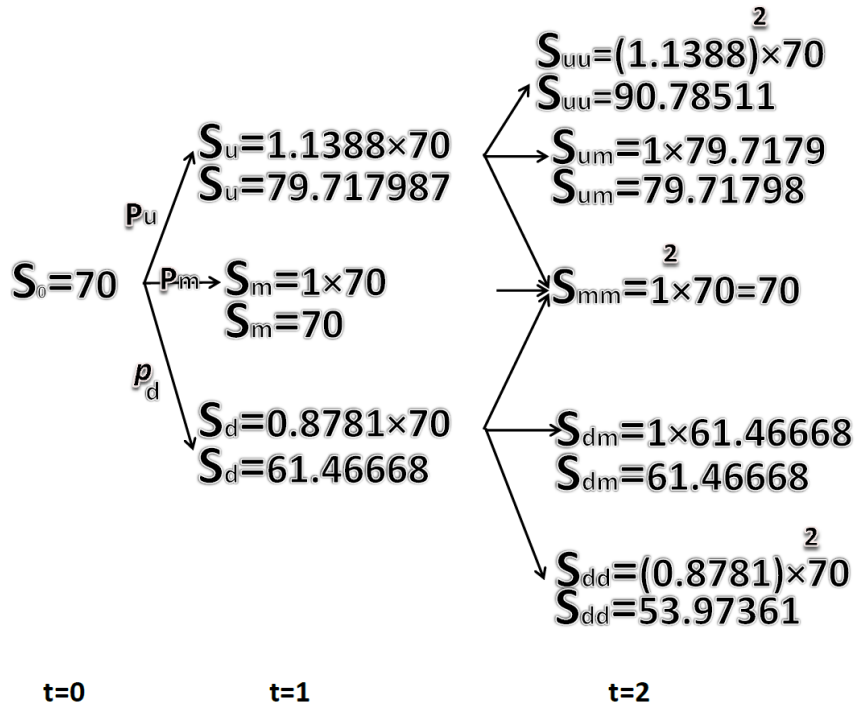 S₀=70
Pu
Pm
pd
Su=1.1388×70
Su=79.717987
Sm=1×70
Sm=70
Sd=0.8781×70
Sd=61.46668
Suu=(1.1388)²×70
Suu=90.78511
Sum=1×79.7179
Sum=79.71798
Smm=1²×70=70
Sdm=1×61.46668
Sdm=61.46668
Sdd=(0.8781)²×70
Sdd=53.97361
t=0
t=1
t=2